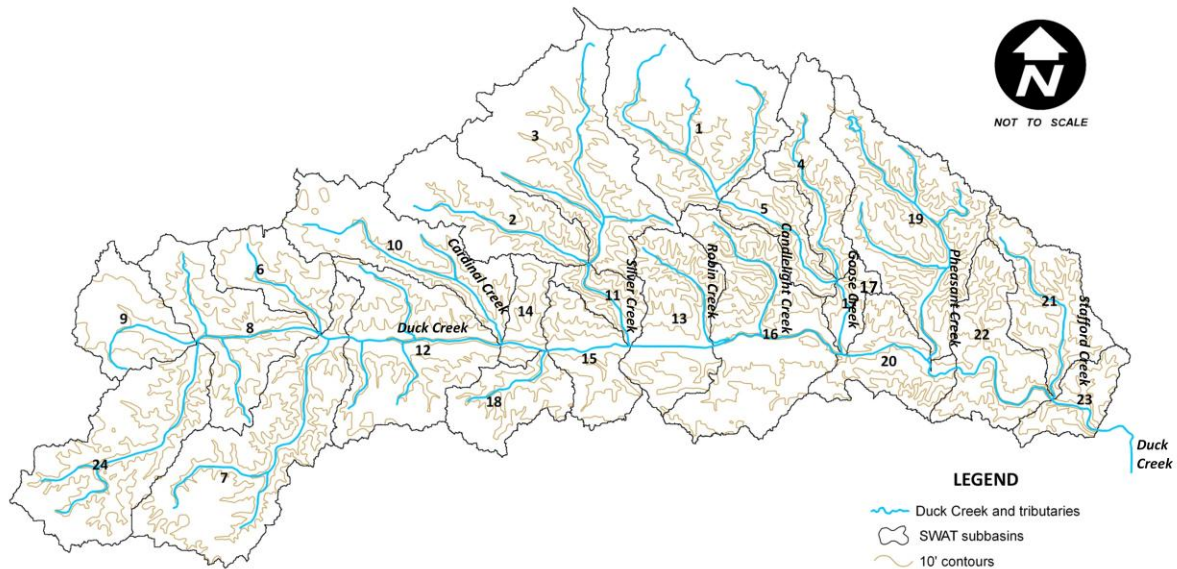 N
NOT TO SCALE
3
1
4
5
2
19
10
6
9
8
Cardinal Creek
14
11
Silver Creek
13
Robin Creek
Candlelight Creek
Goose Creek
17
Pheasant Creek
22
21
Stafford Creek
Duck Creek
12
15
16
20
18
23
24
7
Duck
Creek
LEGEND
Duck Creek and tributaries
SWAT subbasins
10' contours